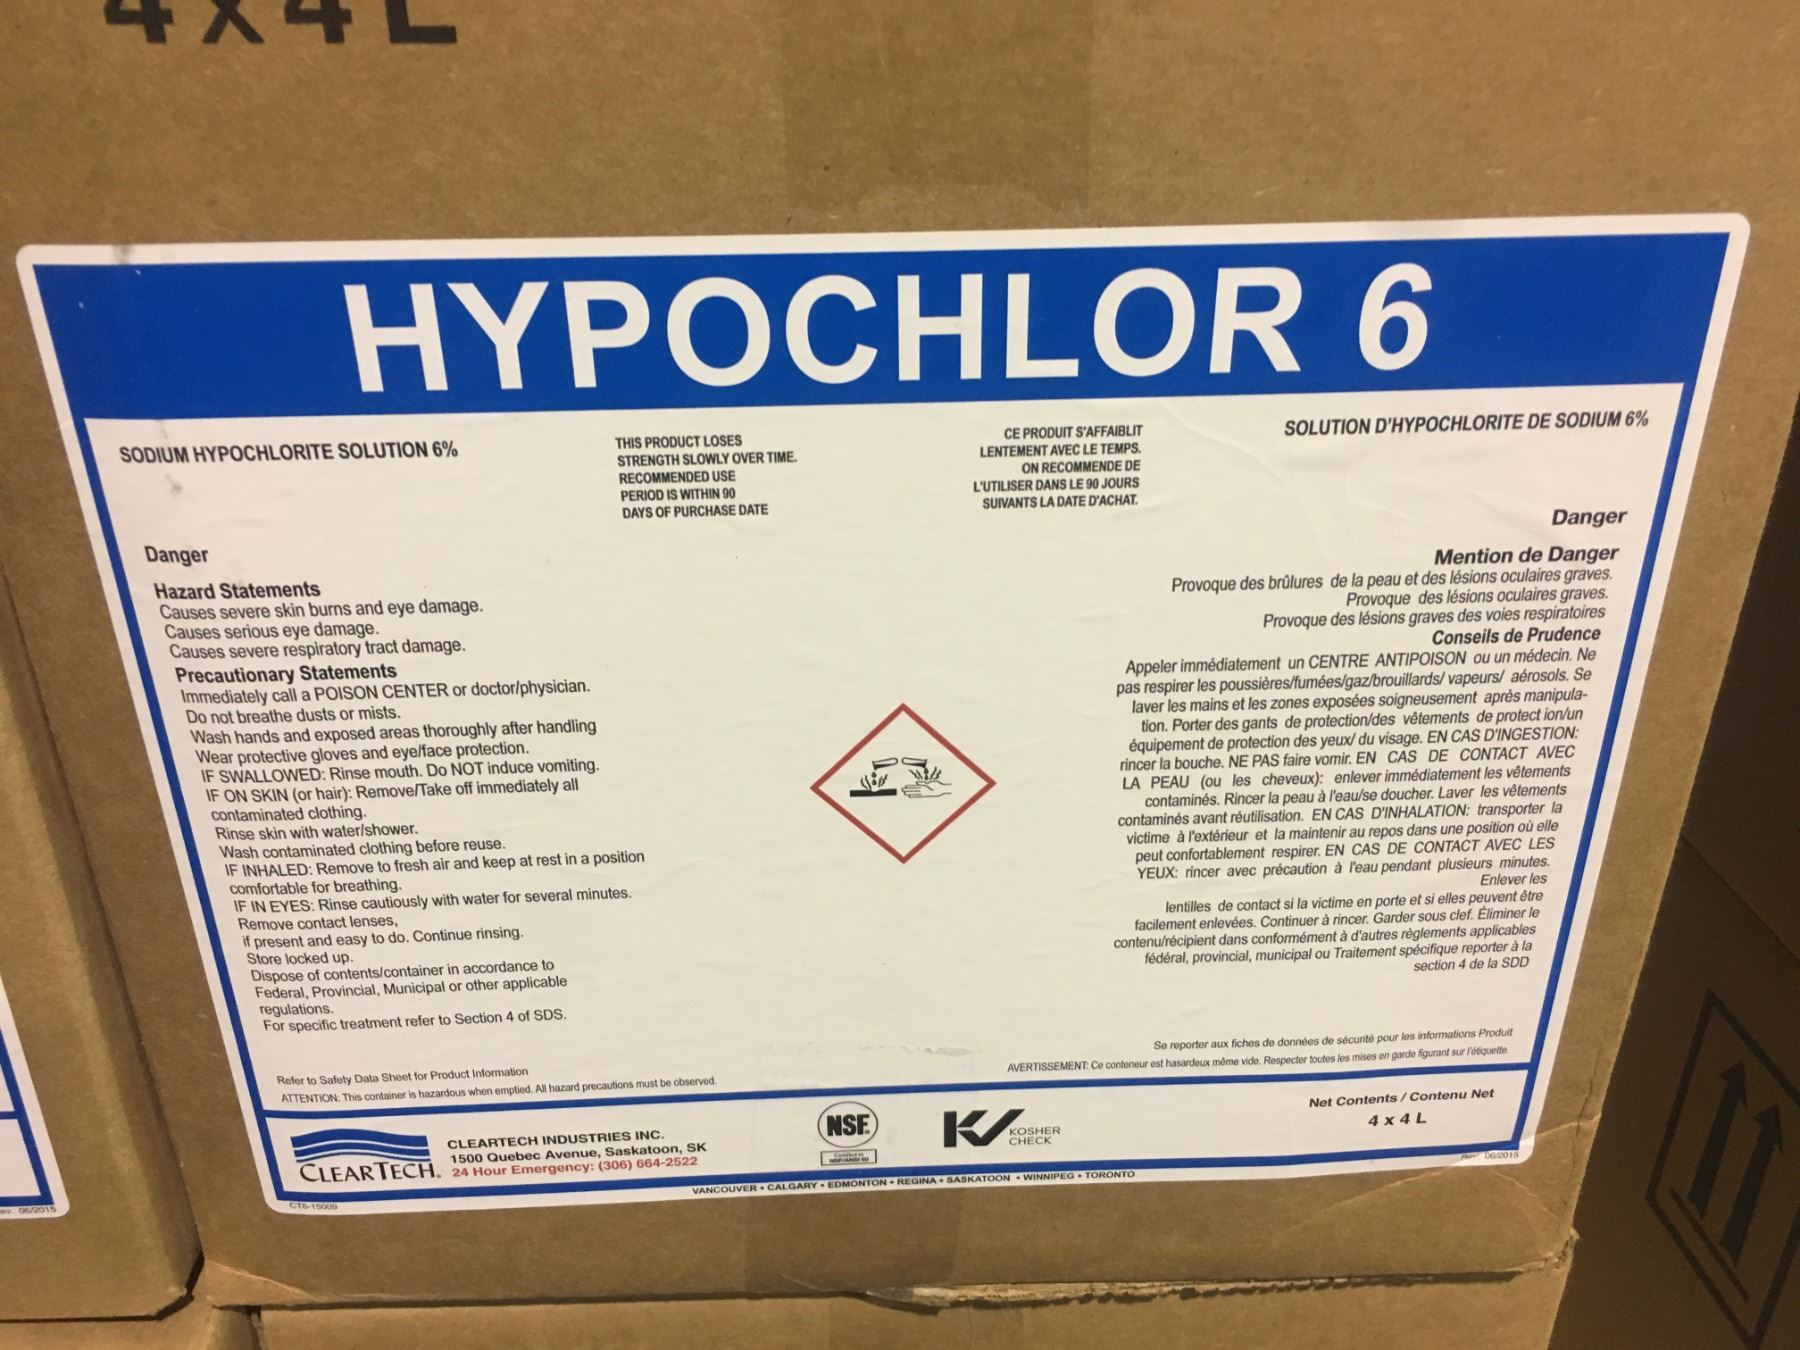 4 x 4 L
HYPOCHLOR 6
SODIUM HYPOCHLORITE SOLUTION 6%
THIS PRODUCT LOSES
STRENGTH SLOWLY OVER TIME.
RECOMMENDED USE
PERIOD IS WITHIN 90
DAYS OF PURCHASE DATE
CE PRODUIT S'AFFAIBLIT
LENTEMENT AVEC LE TEMPS.
ON RECOMMENDE DE
L'UTILISER DANS LE 90 JOURS
SUIVANTS LA DATE D'ACHAT.
SOLUTION D'HYPOCHLORITE DE SODIUM 6%
Danger
Hazard Statements
Causes severe skin burns and eye damage.
Causes serious eye damage.
Causes severe respiratory tract damage.
Precautionary Statements
Immediately call a POISON CENTER or doctor/physician.
Do not breathe dusts or mists.
Wash hands and exposed areas thoroughly after handling
Wear protective gloves and eye/face protection.
IF SWALLOWED: Rinse mouth. Do NOT induce vomiting.
IF ON SKIN (or hair): Remove/Take off immediately all
contaminated clothing.
Rinse skin with water/shower.
Wash contaminated clothing before reuse.
IF INHALED: Remove to fresh air and keep at rest in a position
comfortable for breathing.
IF IN EYES: Rinse cautiously with water for several minutes.
Remove contact lenses,
if present and easy to do. Continue rinsing.
Store locked up.
Dispose of contents/container in accordance to
Federal, Provincial, Municipal or other applicable
regulations.
For specific treatment refer to Section 4 of SDS.
Danger
Mention de Danger
Provoque des brûlures de la peau et des lésions oculaires graves.
Provoque des lésions oculaires graves.
Provoque des lésions graves des voies respiratoires
Conseils de Prudence
Appeler immédiatement un CENTRE ANTIPOISON ou un médecin. Ne
pas respirer les poussières/fumées/gaz/brouillards/ vapeurs/ aérosols. Se
laver les mains et les zones exposées soigneusement après manipula-
tion. Porter des gants de protection/des vêtements de protect ion/un
équipement de protection des yeux/ du visage. EN CAS D'INGESTION:
rincer la bouche. NE PAS faire vomir. EN CAS DE CONTACT AVEC
LA PEAU (ou les cheveux): enlever immédiatement les vêtements
contaminés. Rincer la peau à l'eau/se doucher. Laver les vêtements
contaminés avant réutilisation. EN CAS D'INHALATION: transporter la
victime à l'extérieur et la maintenir au repos dans une position où elle
peut confortablement respirer. EN CAS DE CONTACT AVEC LES
YEUX: rincer avec précaution à l'eau pendant plusieurs minutes.
Enlever les
lentilles de contact si la victime en porte et si elles peuvent être
facilement enlevées. Continuer à rincer. Garder sous clef. Éliminer le
contenu/récipient dans conformément à d'autres règlements applicables
fédéral, provincial, municipal ou Traitement spécifique reporter à la
section 4 de la SDD
Refer to Safety Data Sheet for Product Information
ATTENTION: This container is hazardous when emptied. All hazard precautions must be observed.
Se reporter aux fiches de données de sécurité pour les informations Produit
AVERTISSEMENT: Ce conteneur est hasardeux même vide. Respecter toutes les mises en garde figurant sur l'étiquette.
CLEARTECH.
CLEARTECH INDUSTRIES INC.
1500 Quebec Avenue, Saskatoon, SK
24 Hour Emergency: (306) 664-2522
NSF
Certified to
NSF/ANSI 60
KOSHER
CHECK
Net Contents / Contenu Net
4 x 4 L
VANCOUVER • CALGARY • EDMONTON • REGINA • SASKATOON • WINNIPEG • TORONTO
Rev: 06/2015
CT6-15009
06/2015